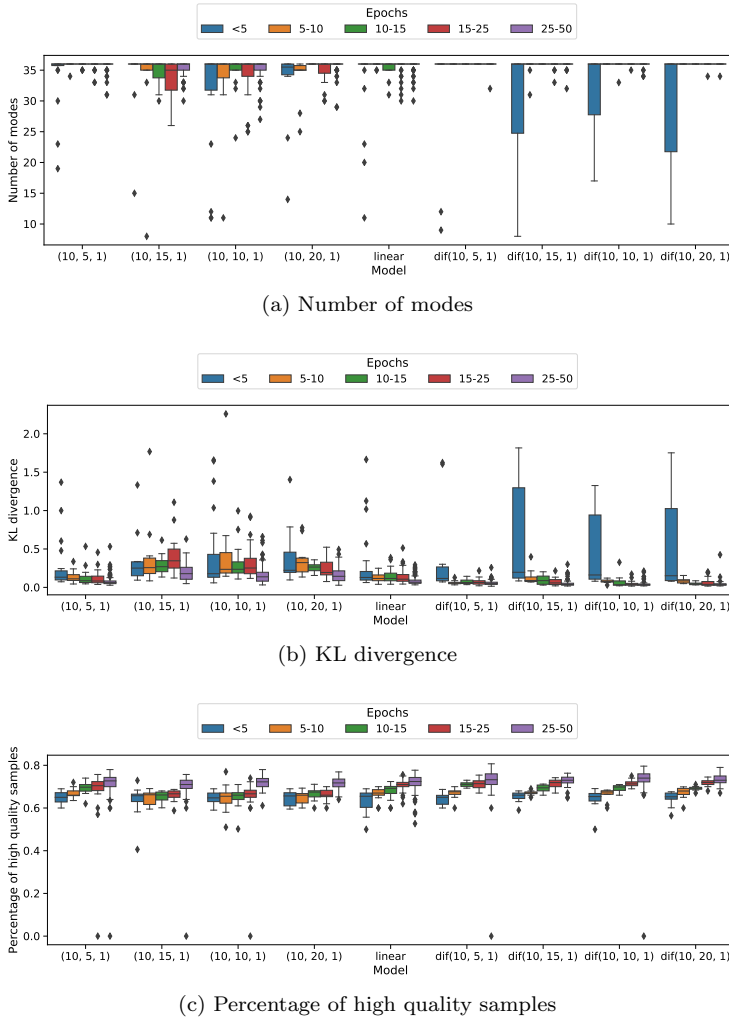 Epochs
<5 5-10 10-15 15-25 25-50
35
30
25
20
15
10
Number of modes
(10, 5, 1) (10, 15, 1) (10, 10, 1) (10, 20, 1) linear dif(10, 5, 1) dif(10, 15, 1) dif(10, 10, 1) dif(10, 20, 1)
Model
(a) Number of modes
Epochs
<5 5-10 10-15 15-25 25-50
2.0
1.5
1.0
0.5
0.0
KL divergence
(10, 5, 1) (10, 15, 1) (10, 10, 1) (10, 20, 1) linear dif(10, 5, 1) dif(10, 15, 1) dif(10, 10, 1) dif(10, 20, 1)
Model
(b) KL divergence
Epochs
<5 5-10 10-15 15-25 25-50
0.8
0.6
0.4
0.2
0.0
Percentage of high quality samples
(10, 5, 1) (10, 15, 1) (10, 10, 1) (10, 20, 1) linear dif(10, 5, 1) dif(10, 15, 1) dif(10, 10, 1) dif(10, 20, 1)
Model
(c) Percentage of high quality samples